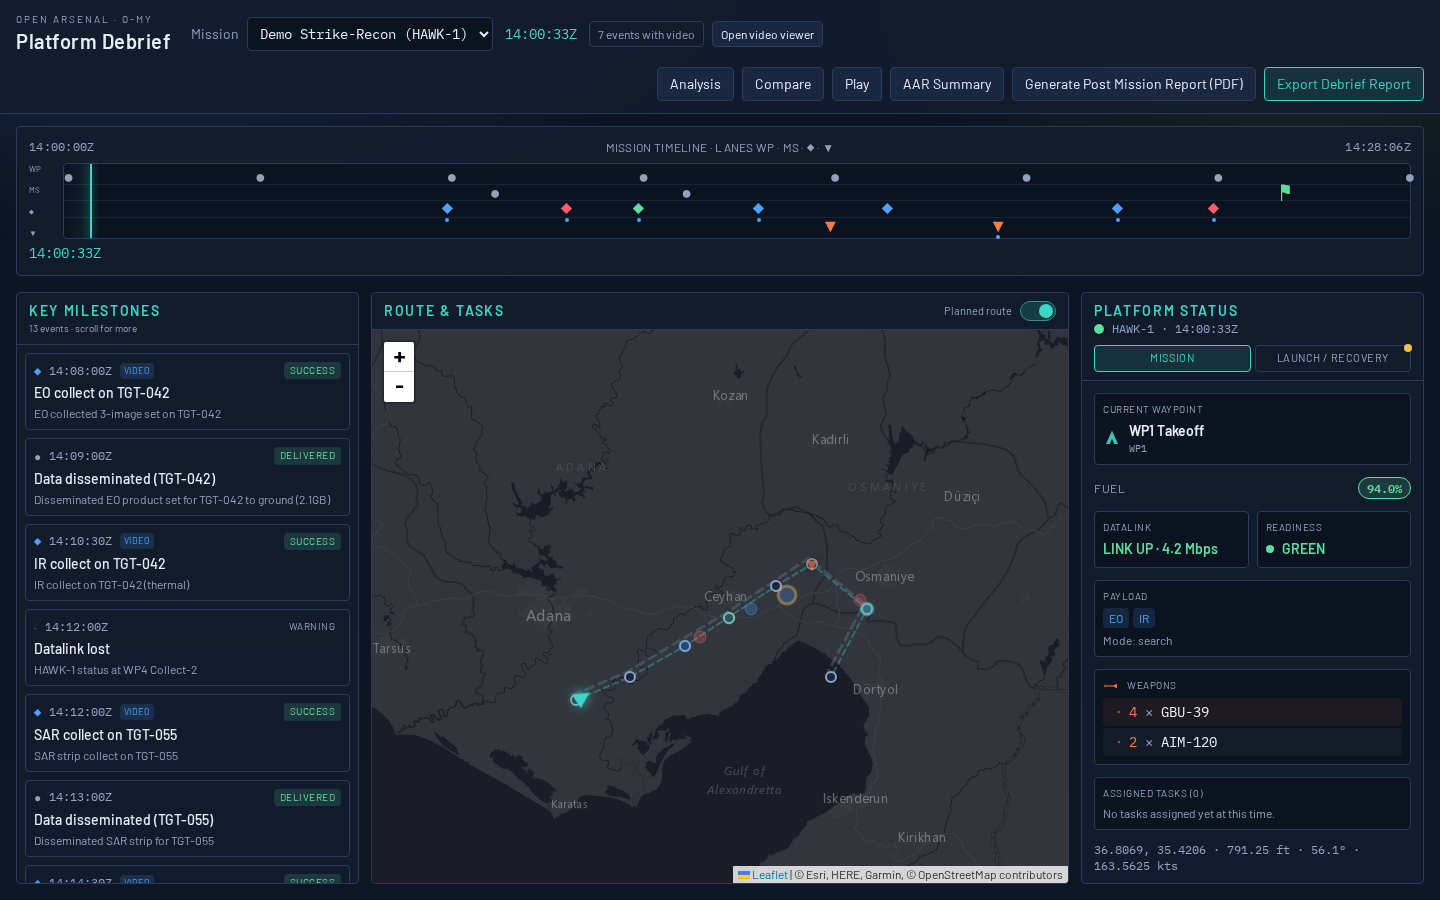 OPEN ARSENAL · O-MY
Platform Debrief
Mission
Demo Strike-Recon (HAWK-1)
14:00:33Z
7 events with video
Open video viewer
Analysis
Compare
Play
AAR Summary
Generate Post Mission Report (PDF)
Export Debrief Report
14:00:00Z
MISSION TIMELINE · LANES WP · MS · ◆ · ▼
14:28:06Z
WP
MS
◆
▼
14:00:33Z
KEY MILESTONES
13 events · scroll for more
◆ 14:08:00Z VIDEO SUCCESS
EO collect on TGT-042
EO collected 3-image set on TGT-042
● 14:09:00Z DELIVERED
Data disseminated (TGT-042)
Disseminated EO product set for TGT-042 to ground (2.1GB)
◆ 14:10:30Z VIDEO SUCCESS
IR collect on TGT-042
IR collect on TGT-042 (thermal)
· 14:12:00Z WARNING
Datalink lost
HAWK-1 status at WP4 Collect-2
◆ 14:12:00Z VIDEO SUCCESS
SAR collect on TGT-055
SAR strip collect on TGT-055
● 14:13:00Z DELIVERED
Data disseminated (TGT-055)
Disseminated SAR strip for TGT-055
◆ 14:14:30Z VIDEO SUCCESS
ROUTE & TASKS
Planned route
+
-
Kozan
Kadirli
ADANA
OSMANIYE
Düziçi
Osmaniye
Ceyhan
Adana
Tarsus
Dörtyol
Gulf of
Alexandretta
Karatas
Iskenderun
Kirikhan
Leaflet | © Esri, HERE, Garmin, © OpenStreetMap contributors
PLATFORM STATUS
HAWK-1 · 14:00:33Z
MISSION
LAUNCH / RECOVERY
CURRENT WAYPOINT
WP1 Takeoff
WP1
FUEL
94.0%
DATALINK
LINK UP · 4.2 Mbps
READINESS
GREEN
PAYLOAD
EO IR
Mode: search
WEAPONS
· 4 × GBU-39
· 2 × AIM-120
ASSIGNED TASKS (0)
No tasks assigned yet at this time.
36.8069, 35.4206 · 791.25 ft · 56.1° ·
163.5625 kts